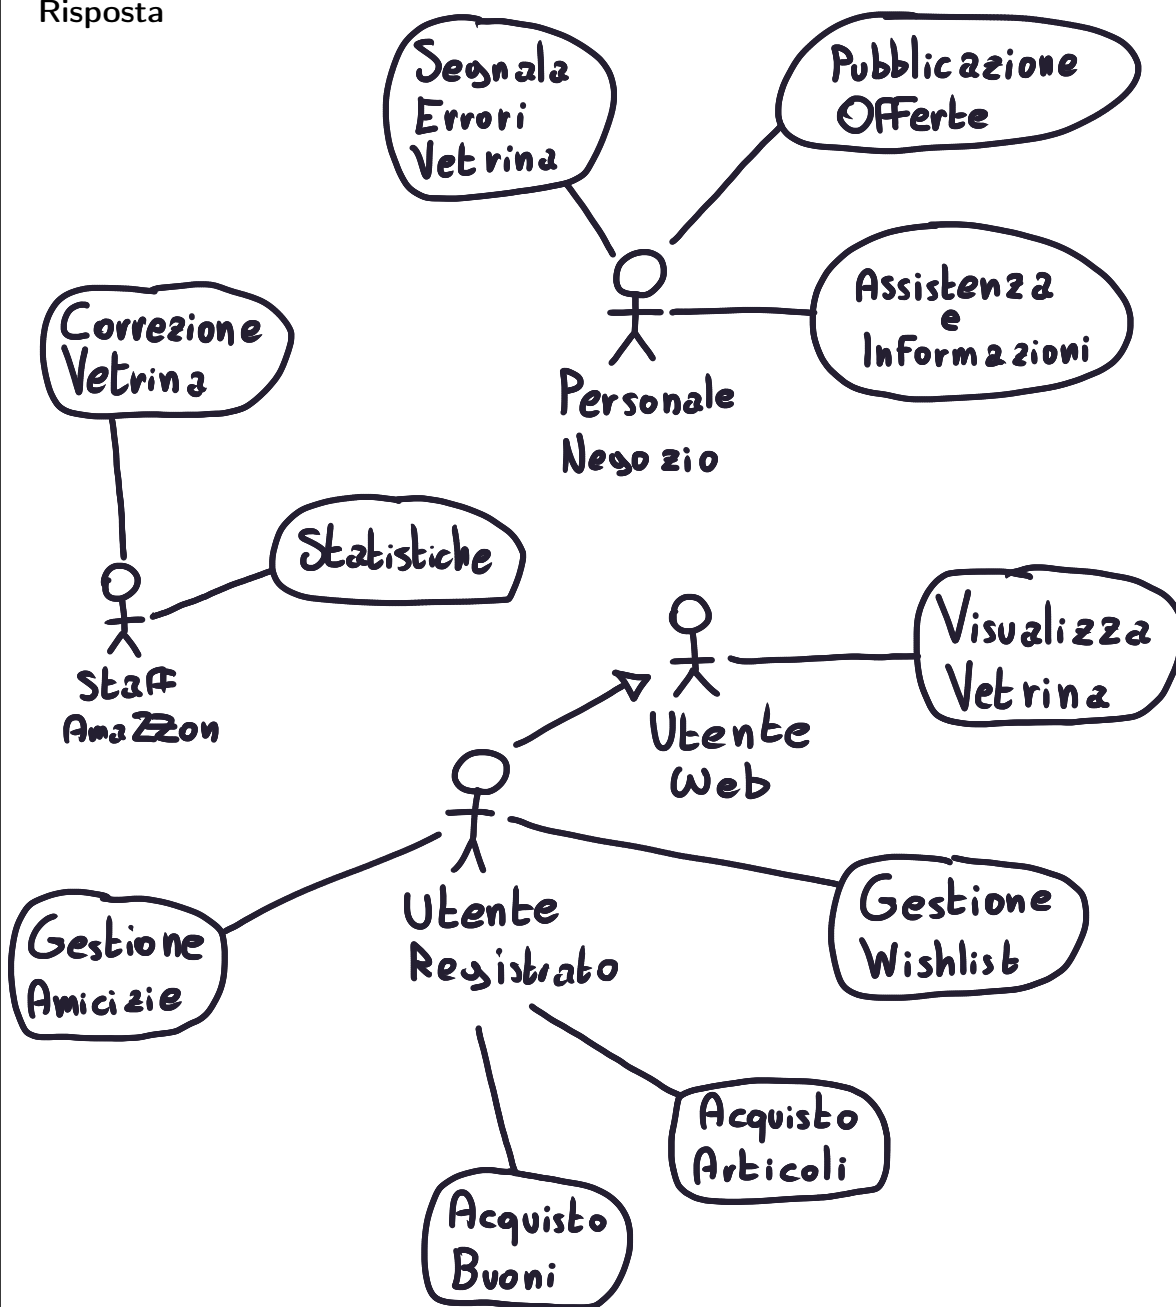 Risposta
Segnala
Errori
Vetrina
Pubblicazione
Offerte
Assistenza
e
Informazioni
Personale
Negozio
Correzione
Vetrina
Statistiche
Staff
AmaZZon
Visualizza
Vetrina
Utente
Web
Utente
Registrato
Gestione
Amicizie
Gestione
Wishlist
Acquisto
Articoli
Acquisto
Buoni